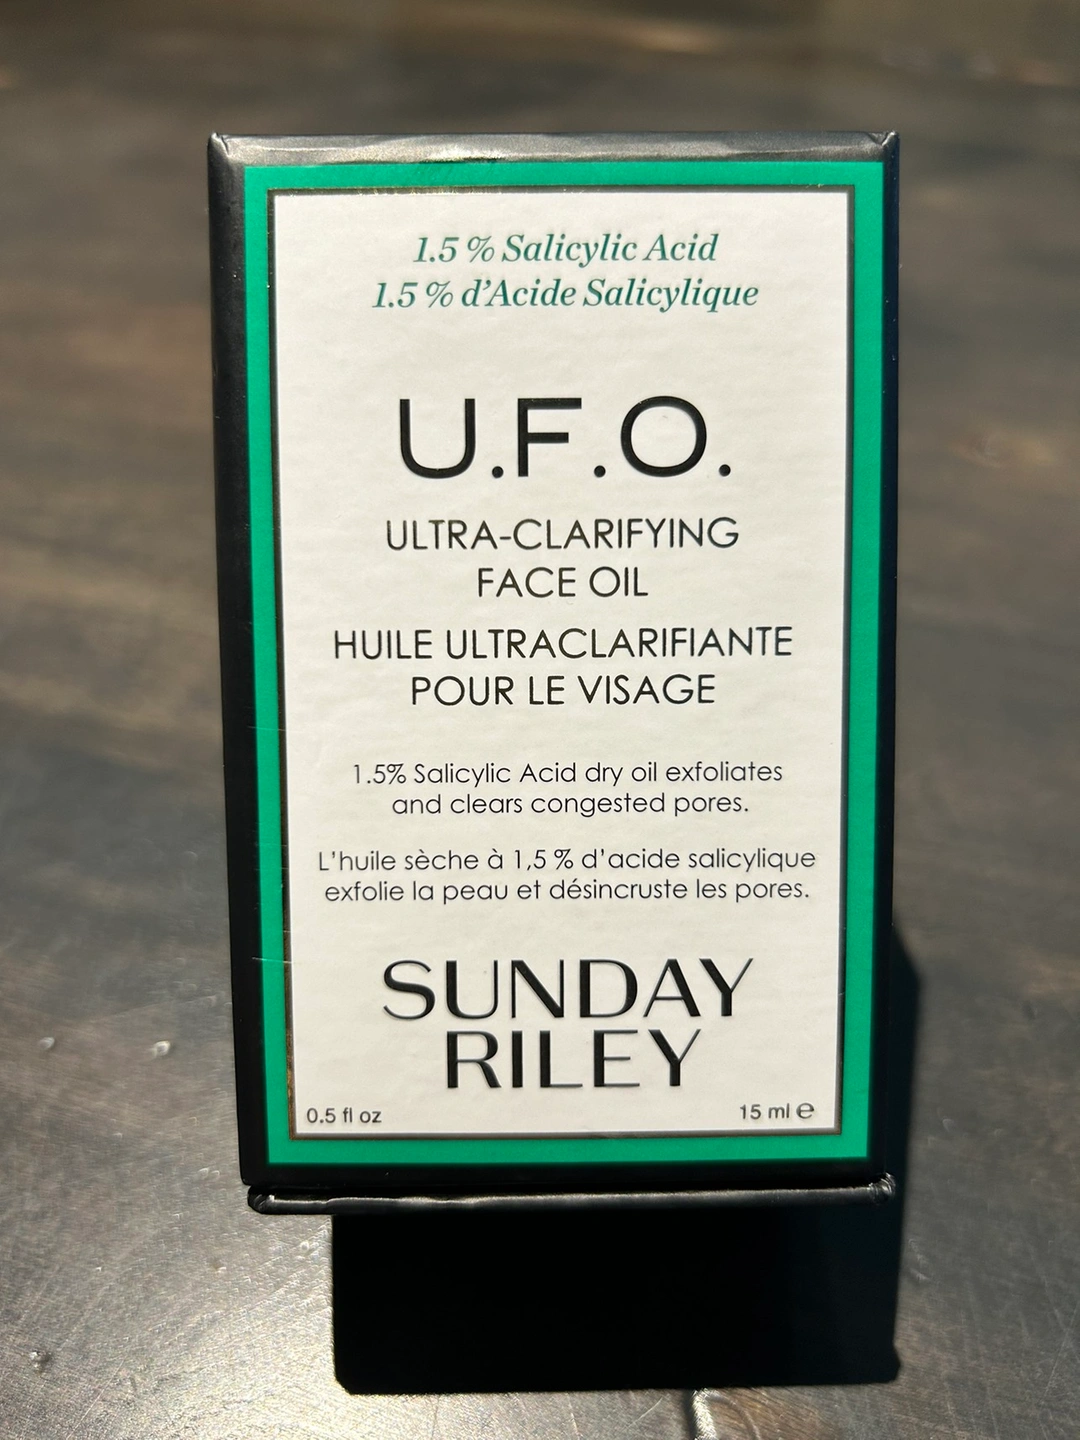 1.5 % Salicylic Acid
1.5 % d’Acide Salicylique
U.F.O.
ULTRA-CLARIFYING
FACE OIL
HUILE ULTRACLARIFIANTE
POUR LE VISAGE
1.5% Salicylic Acid dry oil exfoliates
and clears congested pores.
L’huile sèche à 1,5 % d’acide salicylique
exfolie la peau et désincruste les pores.
SUNDAY
RILEY
0.5 fl oz 15 ml ℮